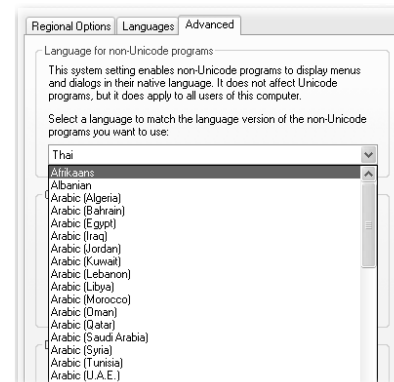 Regional Options Languages Advanced
Language for non-Unicode programs
This system setting enables non-Unicode programs to display menus
and dialogs in their native language. It does not affect Unicode
programs, but it does apply to all users of this computer.
Select a language to match the language version of the non-Unicode
programs you want to use:
Thai
Afrikaans
Albanian
Arabic (Algeria)
Arabic (Bahrain)
Arabic (Egypt)
Arabic (Iraq)
Arabic (Jordan)
Arabic (Kuwait)
Arabic (Lebanon)
Arabic (Libya)
Arabic (Morocco)
Arabic (Oman)
Arabic (Qatar)
Arabic (Saudi Arabia)
Arabic (Syria)
Arabic (Tunisia)
Arabic (U.A.E.)